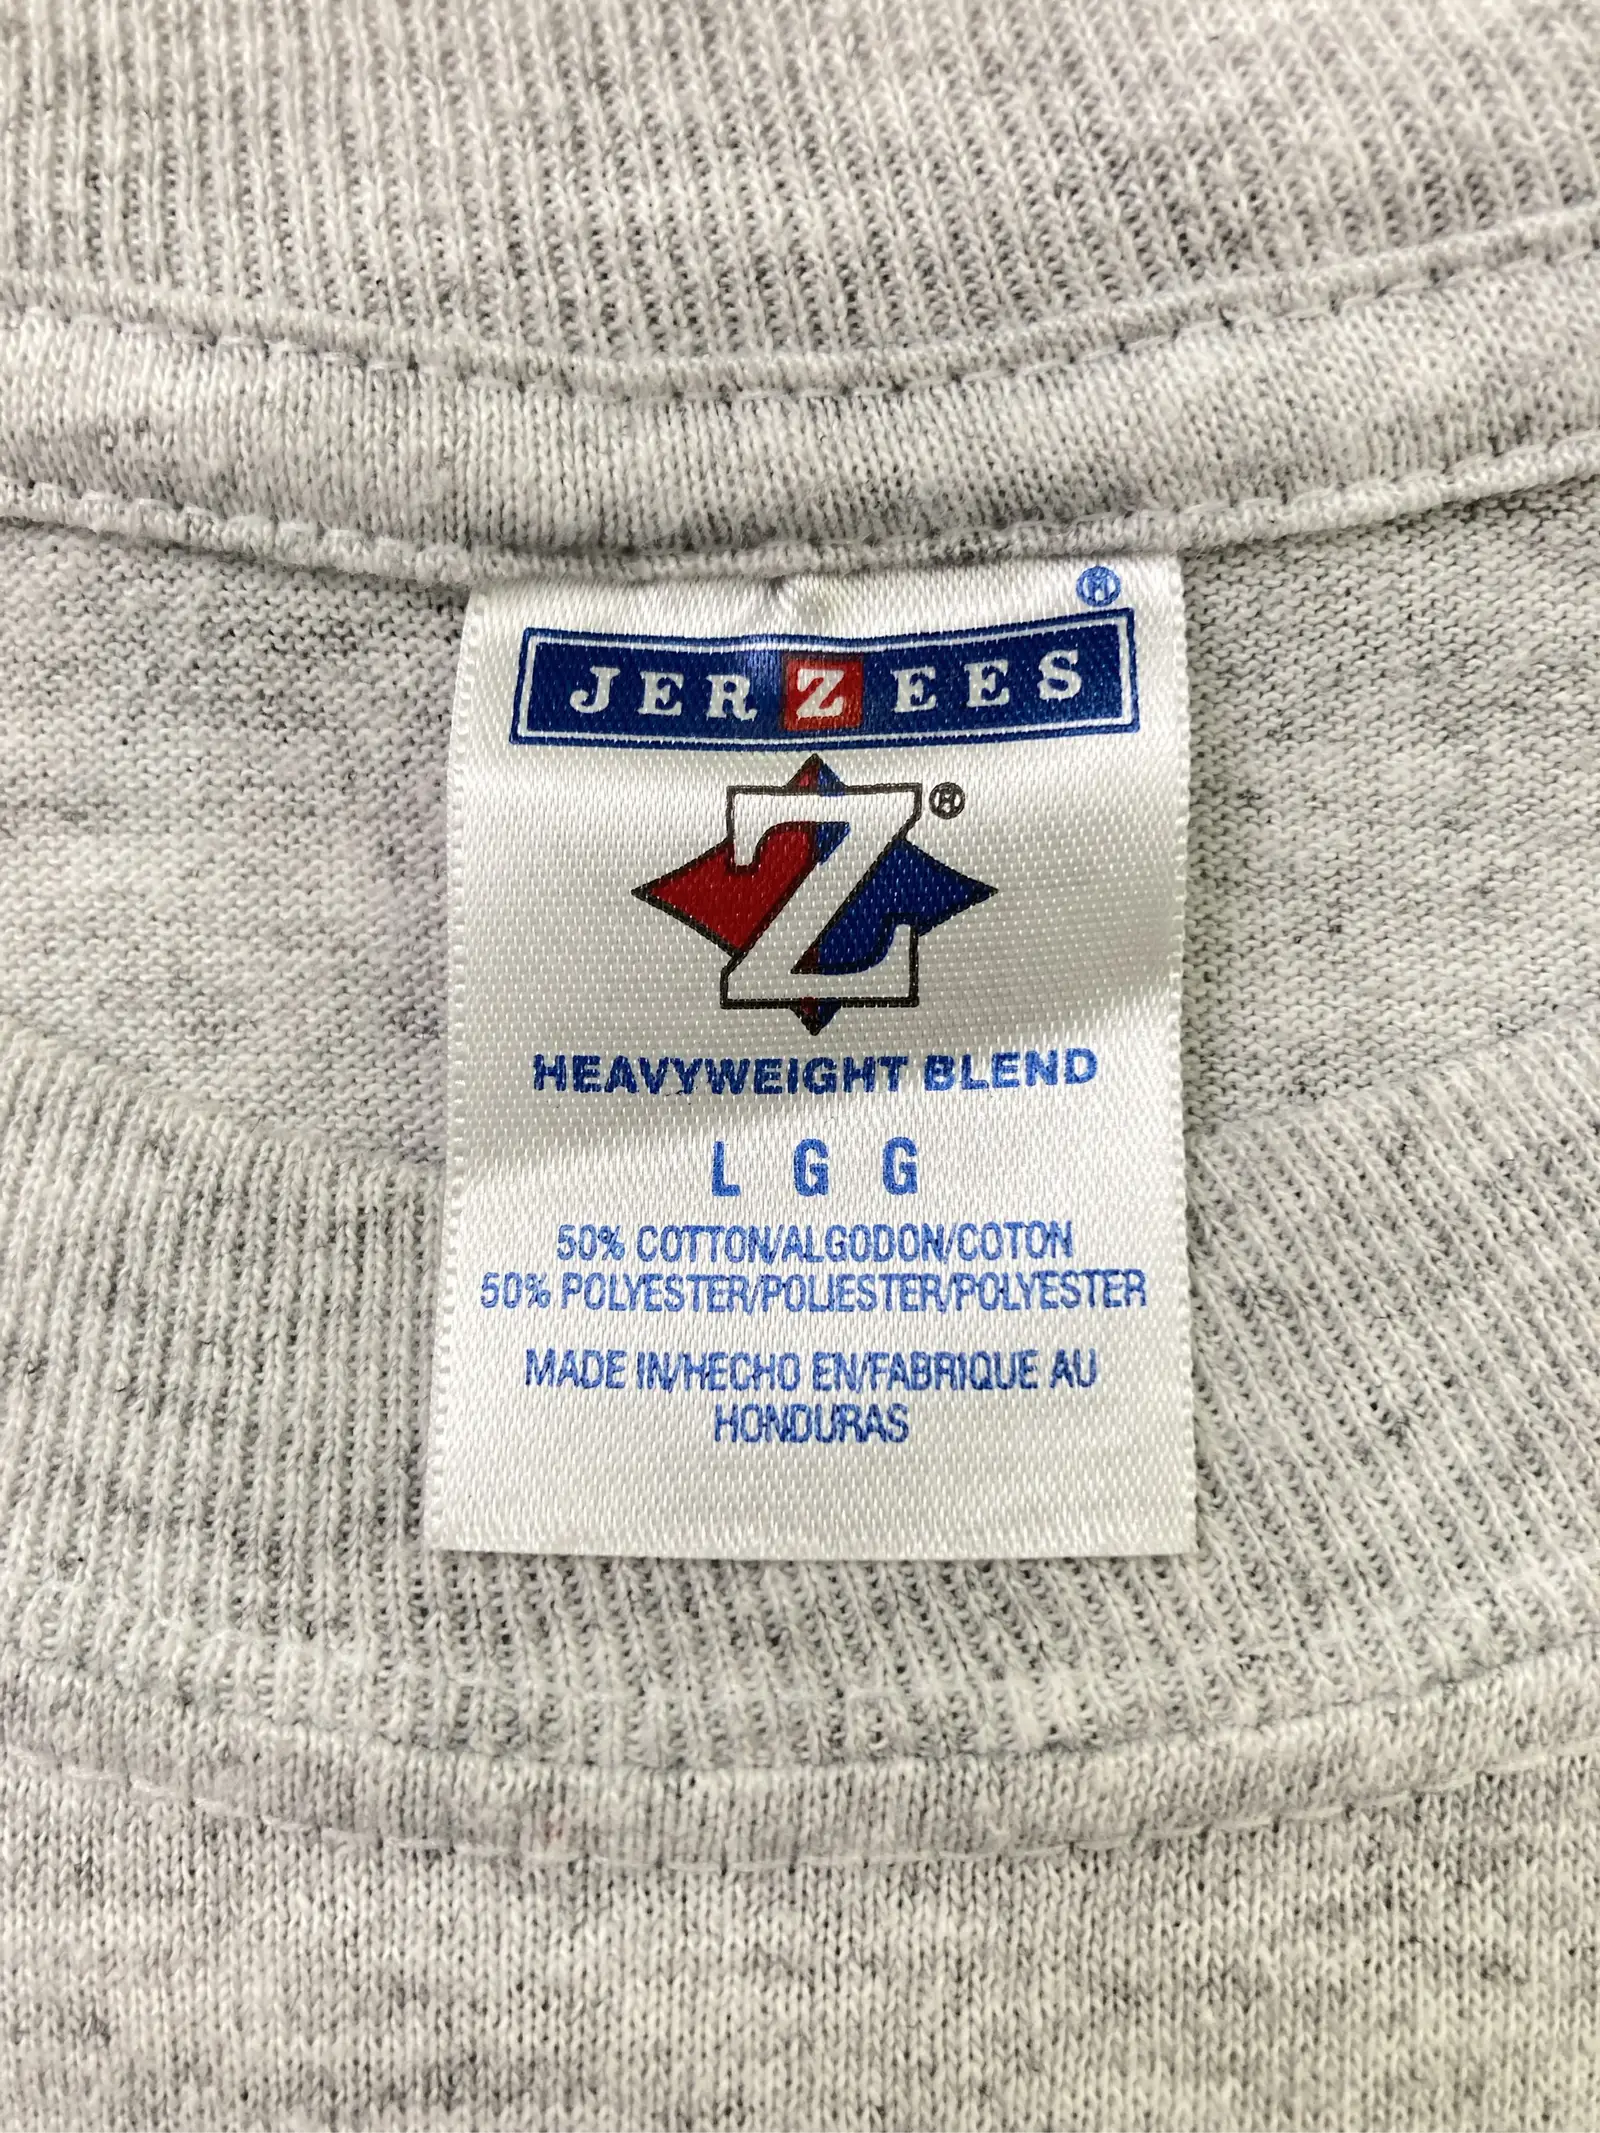 ®
JERZEES
Z®
HEAVYWEIGHT BLEND
L G G
50% COTTON/ALGODON/COTON
50% POLYESTER/POLIESTER/POLYESTER
MADE IN/HECHO EN/FABRIQUE AU
HONDURAS